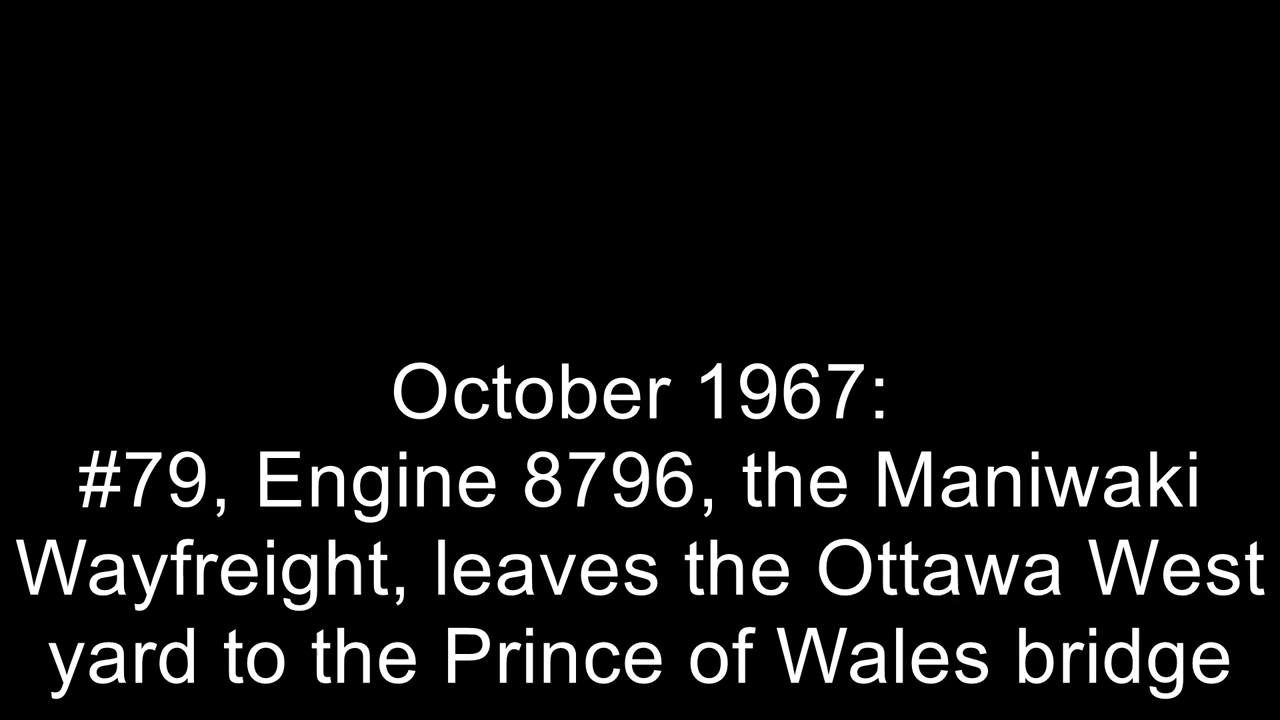 October 1967:
#79, Engine 8796, the Maniwaki
Wayfreight, leaves the Ottawa West
yard to the Prince of Wales bridge